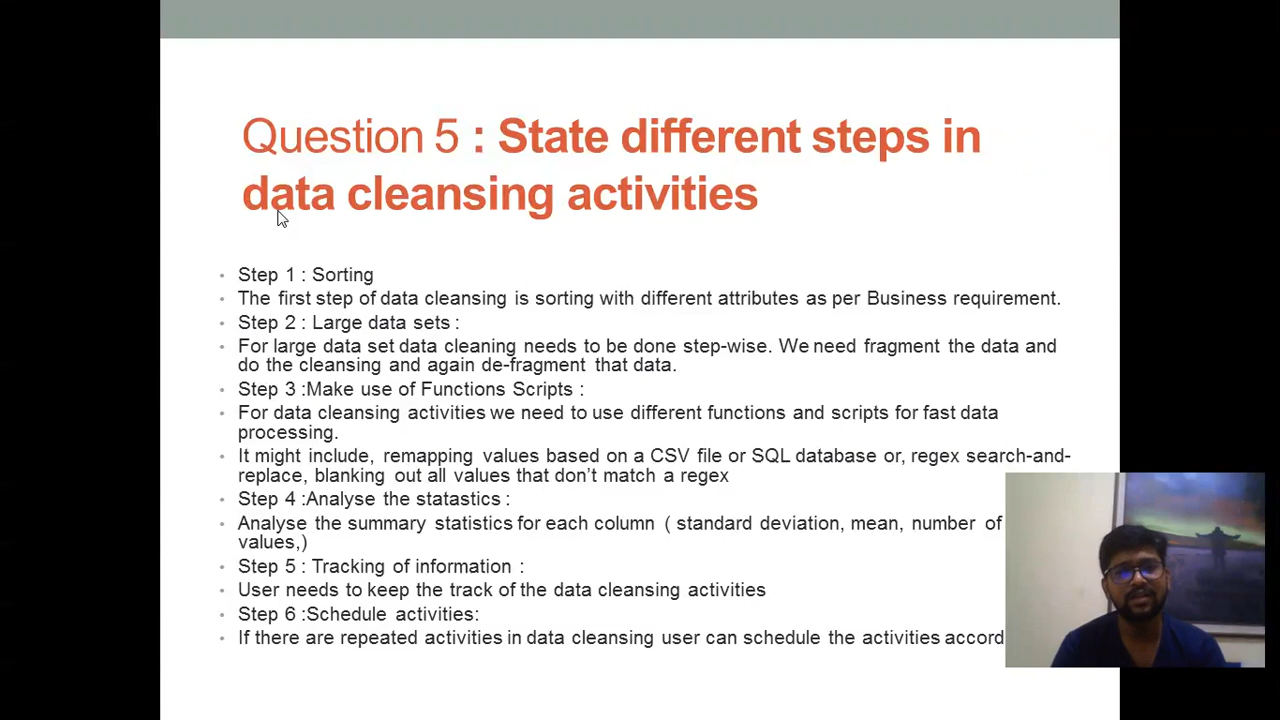 Question 5 : State different steps in
data cleansing activities
• Step 1 : Sorting
• The first step of data cleansing is sorting with different attributes as per Business requirement.
• Step 2 : Large data sets :
• For large data set data cleaning needs to be done step-wise. We need fragment the data and
do the cleansing and again de-fragment that data.
• Step 3 :Make use of Functions Scripts :
• For data cleansing activities we need to use different functions and scripts for fast data
processing.
• It might include, remapping values based on a CSV file or SQL database or, regex search-and-
replace, blanking out all values that don't match a regex
• Step 4 :Analyse the statastics :
• Analyse the summary statistics for each column ( standard deviation, mean, number of
values,)
• Step 5 : Tracking of information :
• User needs to keep the track of the data cleansing activities
• Step 6 :Schedule activities:
• If there are repeated activities in data cleansing user can schedule the activities